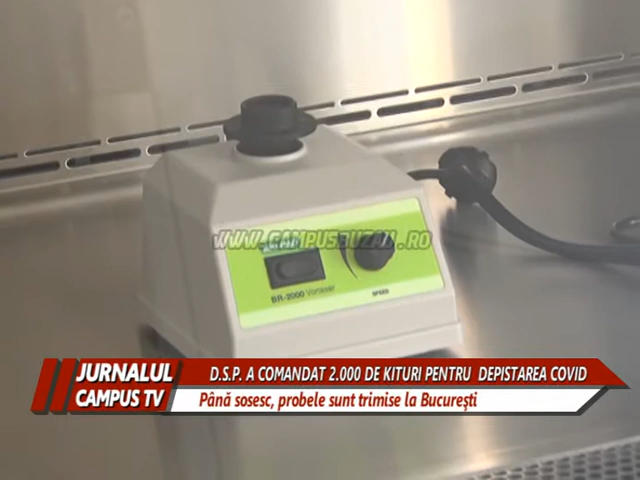 WWW.CAMPUSBUZAU.RO
BR-2000 Vortexer
SPEED
JURNALUL
CAMPUS TV
D.S.P. A COMANDAT 2.000 DE KITURI PENTRU DEPISTAREA COVID
Până sosesc, probele sunt trimise la București